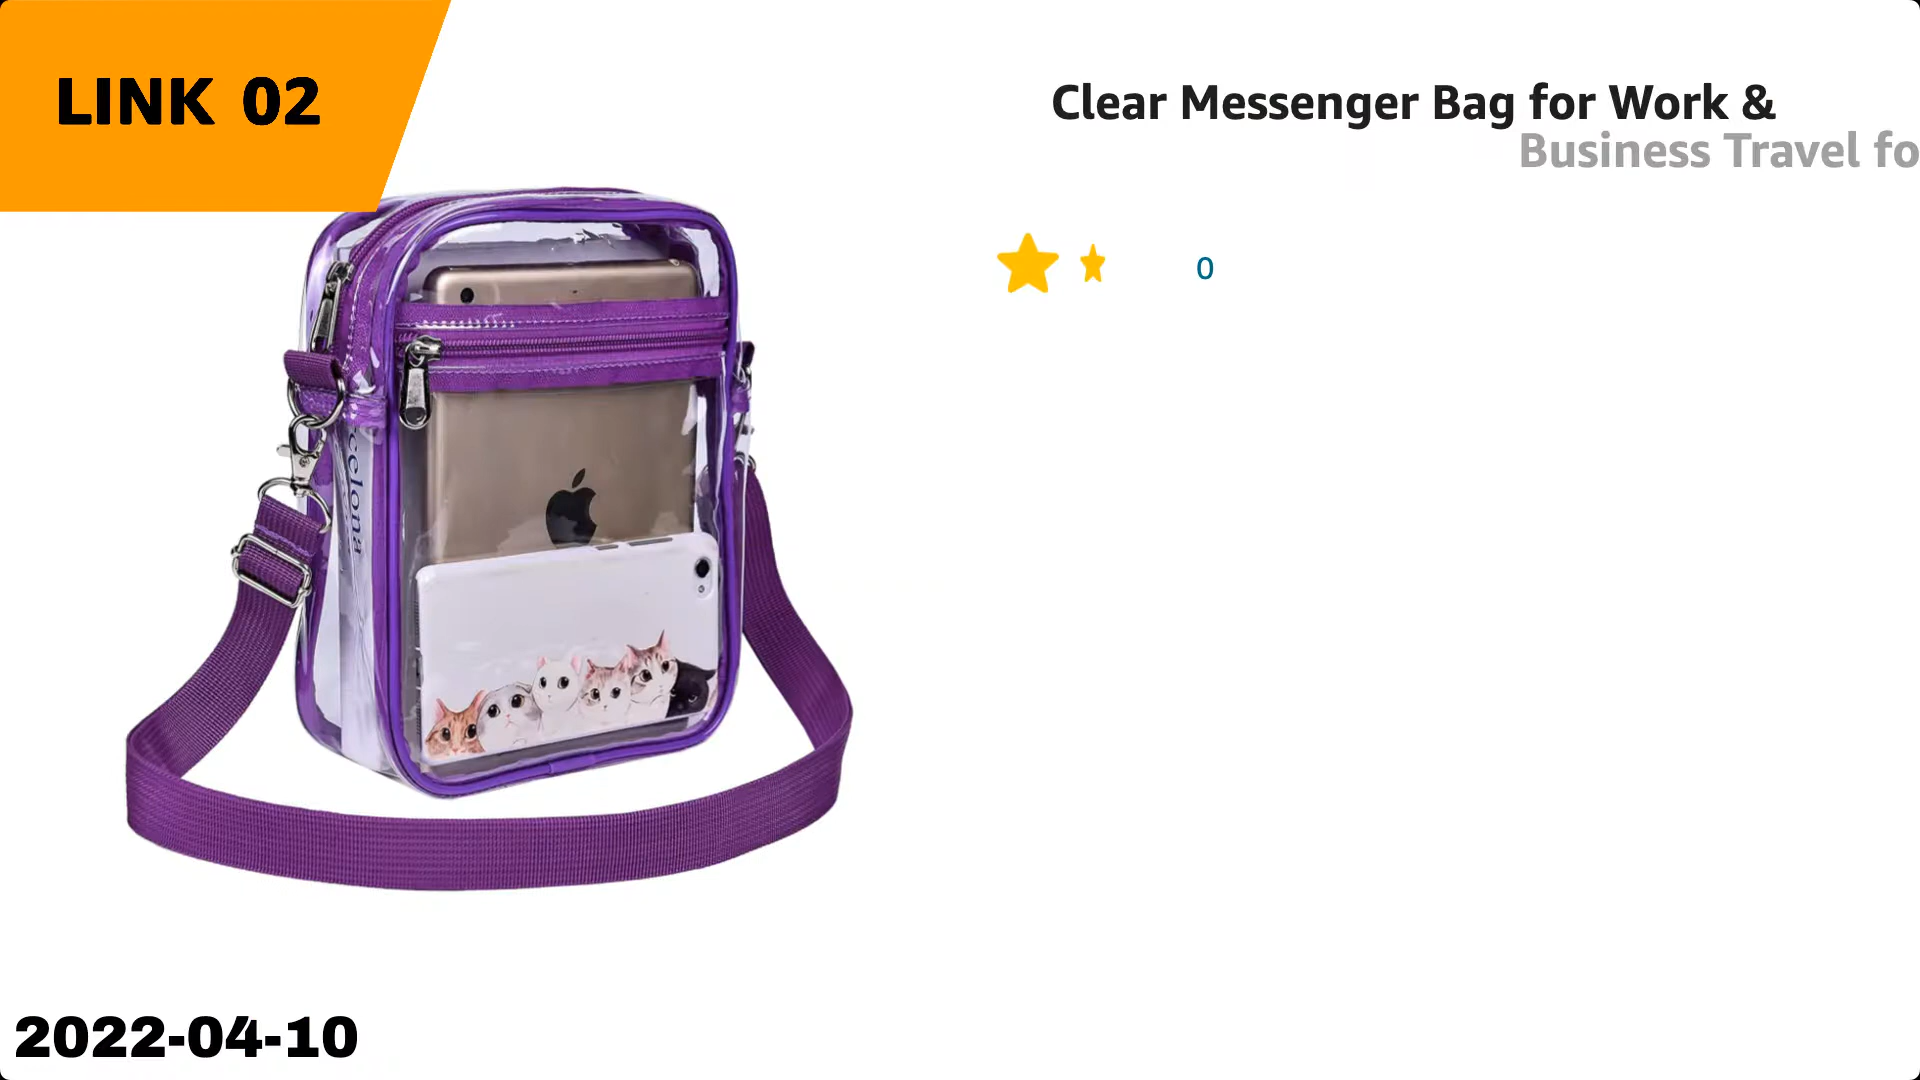 LINK 02
Clear Messenger Bag for Work &
Business Travel fo
0
2022-04-10